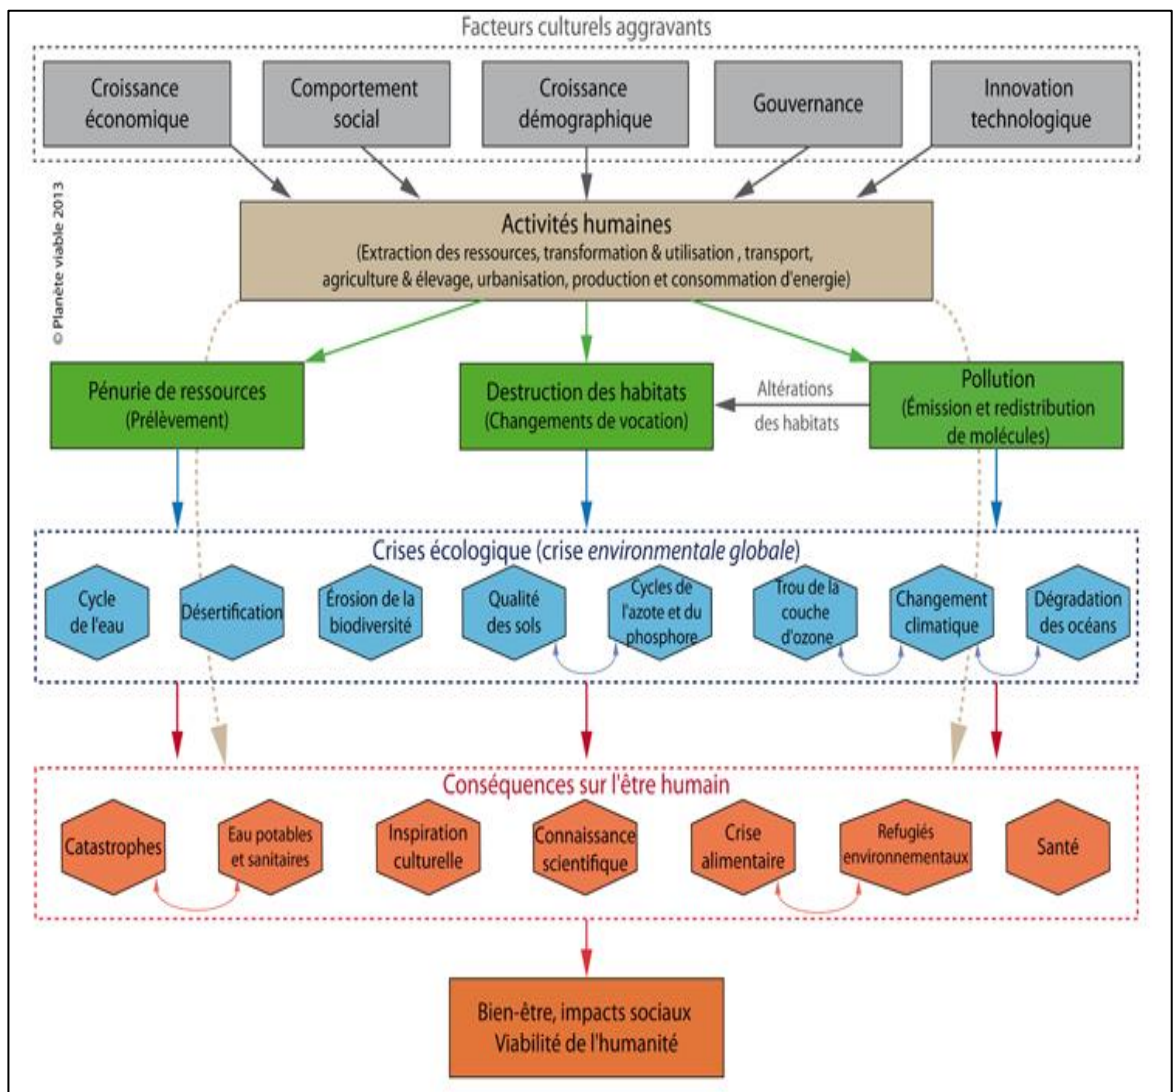 Facteurs culturels aggravants
Croissance
économique
Comportement
social
Croissance
démographique
Gouvernance
Innovation
technologique
© Planète viable 2013
Activités humaines
(Extraction des ressources, transformation & utilisation , transport,
agriculture & élevage, urbanisation, production et consommation d'energie)
Pénurie de ressources
(Prélèvement)
Destruction des habitats
(Changements de vocation)
Altérations
des habitats
Pollution
(Émission et redistribution
de molécules)
Crises écologique (crise environmentale globale)
Cycle
de l'eau
Désertification
Érosion de la
biodiversité
Qualité
des sols
Cycles de
l'azote et du
phosphore
Trou de la
couche
d'ozone
Changement
climatique
Dégradation
des océans
Conséquences sur l'être humain
Catastrophes
Eau potables
et sanitaires
Inspiration
culturelle
Connaissance
scientifique
Crise
alimentaire
Refugiés
environnementaux
Santé
Bien-être, impacts sociaux
Viabilité de l'humanité